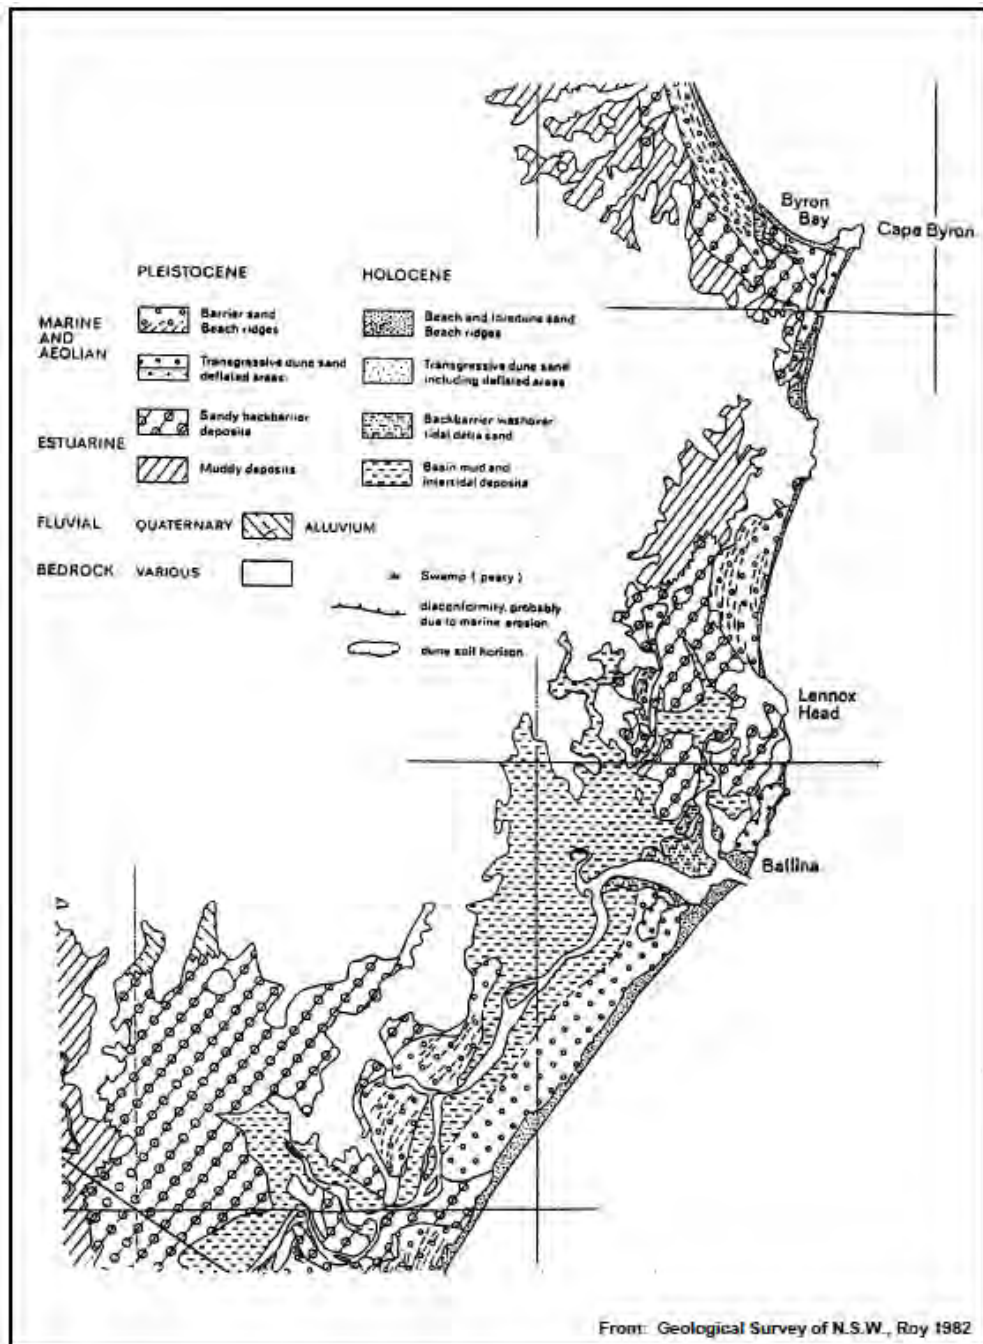 Byron
Bay
Cape Byron
PLEISTOCENE
HOLOCENE
MARINE
AND
AEOLIAN
Barrier sand
Beach ridges
Beach and foredune sand
Beach ridges
Transgressive dune sand
deflated areas
Transgressive dune sand
including deflated areas
ESTUARINE
Sandy backbarrier
deposits
Backbarrier washover
tidal delta sand
Muddy deposits
Basin mud and
intertidal deposits
FLUVIAL
QUATERNARY
ALLUVIUM
BEDROCK
VARIOUS
Swamp ( peaty )
disconformity, probably
due to marine erosion
dune soil horison
Lennox
Head
Ballina
From: Geological Survey of N.S.W., Roy 1982